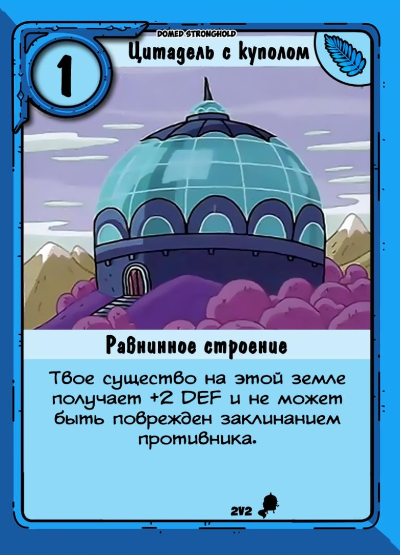 DOMED STRONGHOLD
1
Цитадель с куполом
Равнинное строение
Твое существо на этой земле
получает +2 DEF и не может
быть поврежден заклинанием
противника.
2V2